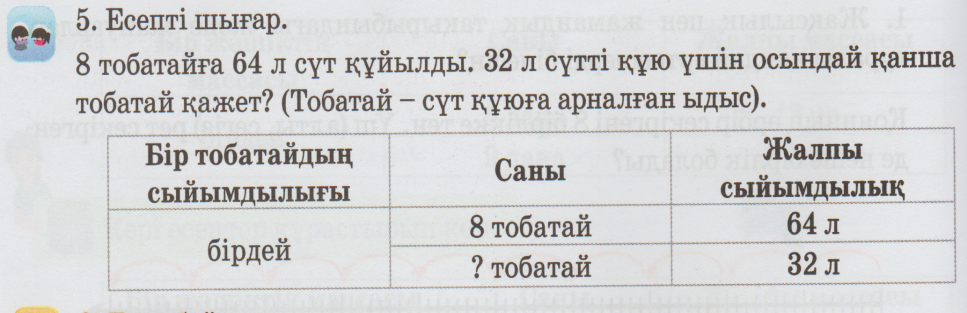 5. Есепті шығар.
8 тобатайға 64 л сүт құйылды. 32 л сүтті құю үшін осындай қанша
тобатай қажет? (Тобатай – сүт құюға арналған ыдыс).
Бір тобатайдың сыйымдылығы Саны Жалпы сыйымдылық
бірдей 8 тобатай 64 л
? тобатай 32 л